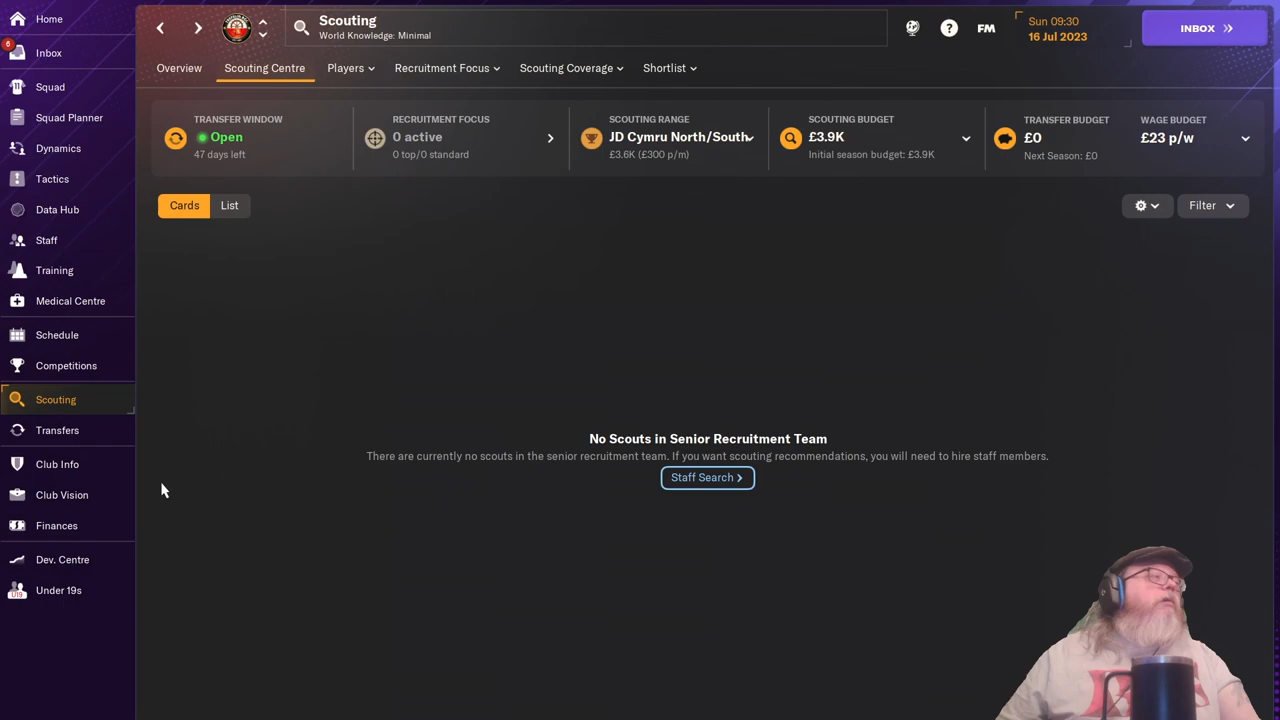 Home
6
Inbox
Squad
Squad Planner
Dynamics
Tactics
Data Hub
Staff
Training
Medical Centre
Schedule
Competitions
Scouting
Transfers
Club Info
Club Vision
Finances
Dev. Centre
Under 19s
U19
Scouting
World Knowledge: Minimal
?
FM
Sun 09:30
16 Jul 2023
INBOX
Overview
Scouting Centre
Players
Recruitment Focus
Scouting Coverage
Shortlist
TRANSFER WINDOW
Open
47 days left
RECRUITMENT FOCUS
0 active
0 top/0 standard
SCOUTING RANGE
JD Cymru North/South
£3.6K (£300 p/m)
SCOUTING BUDGET
£3.9K
Initial season budget: £3.9K
TRANSFER BUDGET
£0
Next Season: £0
WAGE BUDGET
£23 p/w
Cards
List
Filter
No Scouts in Senior Recruitment Team
There are currently no scouts in the senior recruitment team. If you want scouting recommendations, you will need to hire staff members.
Staff Search